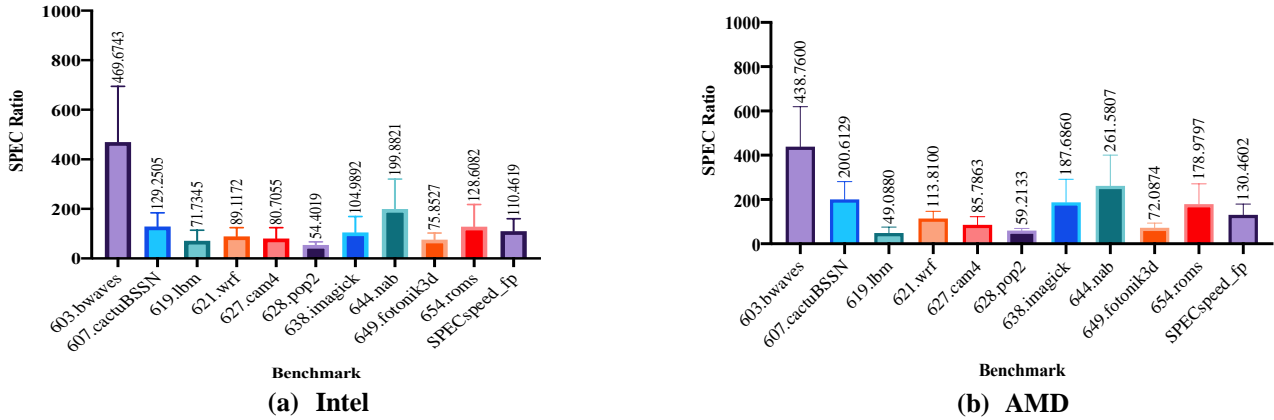 1000
800
600
400
200
0
SPEC Ratio
469.6743
129.2505
71.7345
89.1172
80.7055
54.4019
104.9892
199.8821
75.8527
128.6082
110.4619
603.bwaves
607.cactuBSSN
619.lbm
621.wrf
627.cam4
628.pop2
638.imagick
644.nab
649.fotonik3d
654.roms
SPECspeed_fp
Benchmark
(a) Intel
1000
800
600
400
200
0
SPEC Ratio
438.7600
200.6129
49.0880
113.8100
85.7863
59.2133
187.6860
261.5807
72.0874
178.9797
130.4602
603.bwaves
607.cactuBSSN
619.lbm
621.wrf
627.cam4
628.pop2
638.imagick
644.nab
649.fotonik3d
654.roms
SPECspeed_fp
Benchmark
(b) AMD